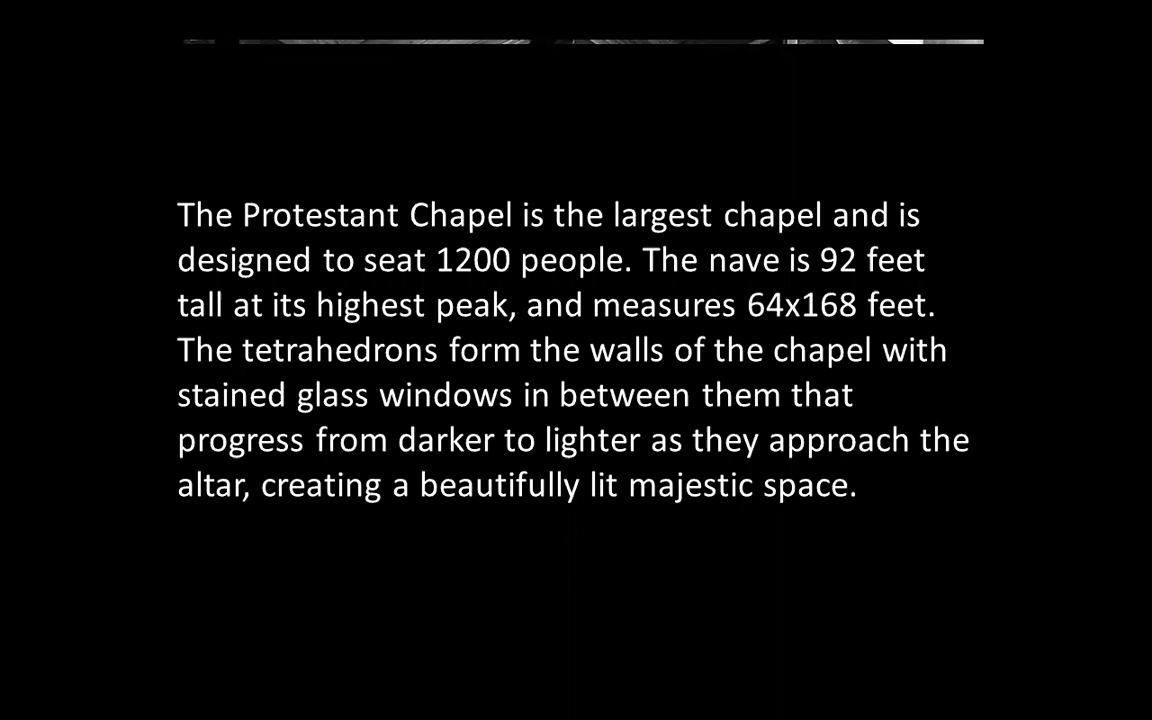 The Protestant Chapel is the largest chapel and is
designed to seat 1200 people. The nave is 92 feet
tall at its highest peak, and measures 64x168 feet.
The tetrahedrons form the walls of the chapel with
stained glass windows in between them that
progress from darker to lighter as they approach the
altar, creating a beautifully lit majestic space.